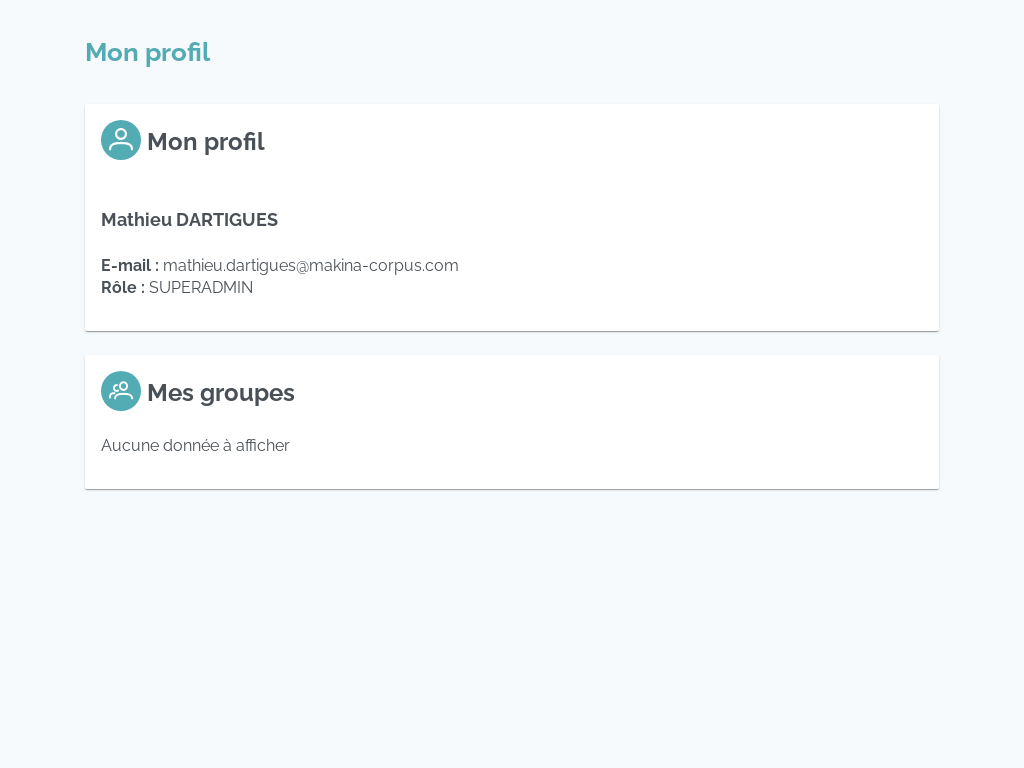 Mon profil
Mon profil
Mathieu DARTIGUES
E-mail : mathieu.dartigues@makina-corpus.com
Rôle : SUPERADMIN
Mes groupes
Aucune donnée à afficher